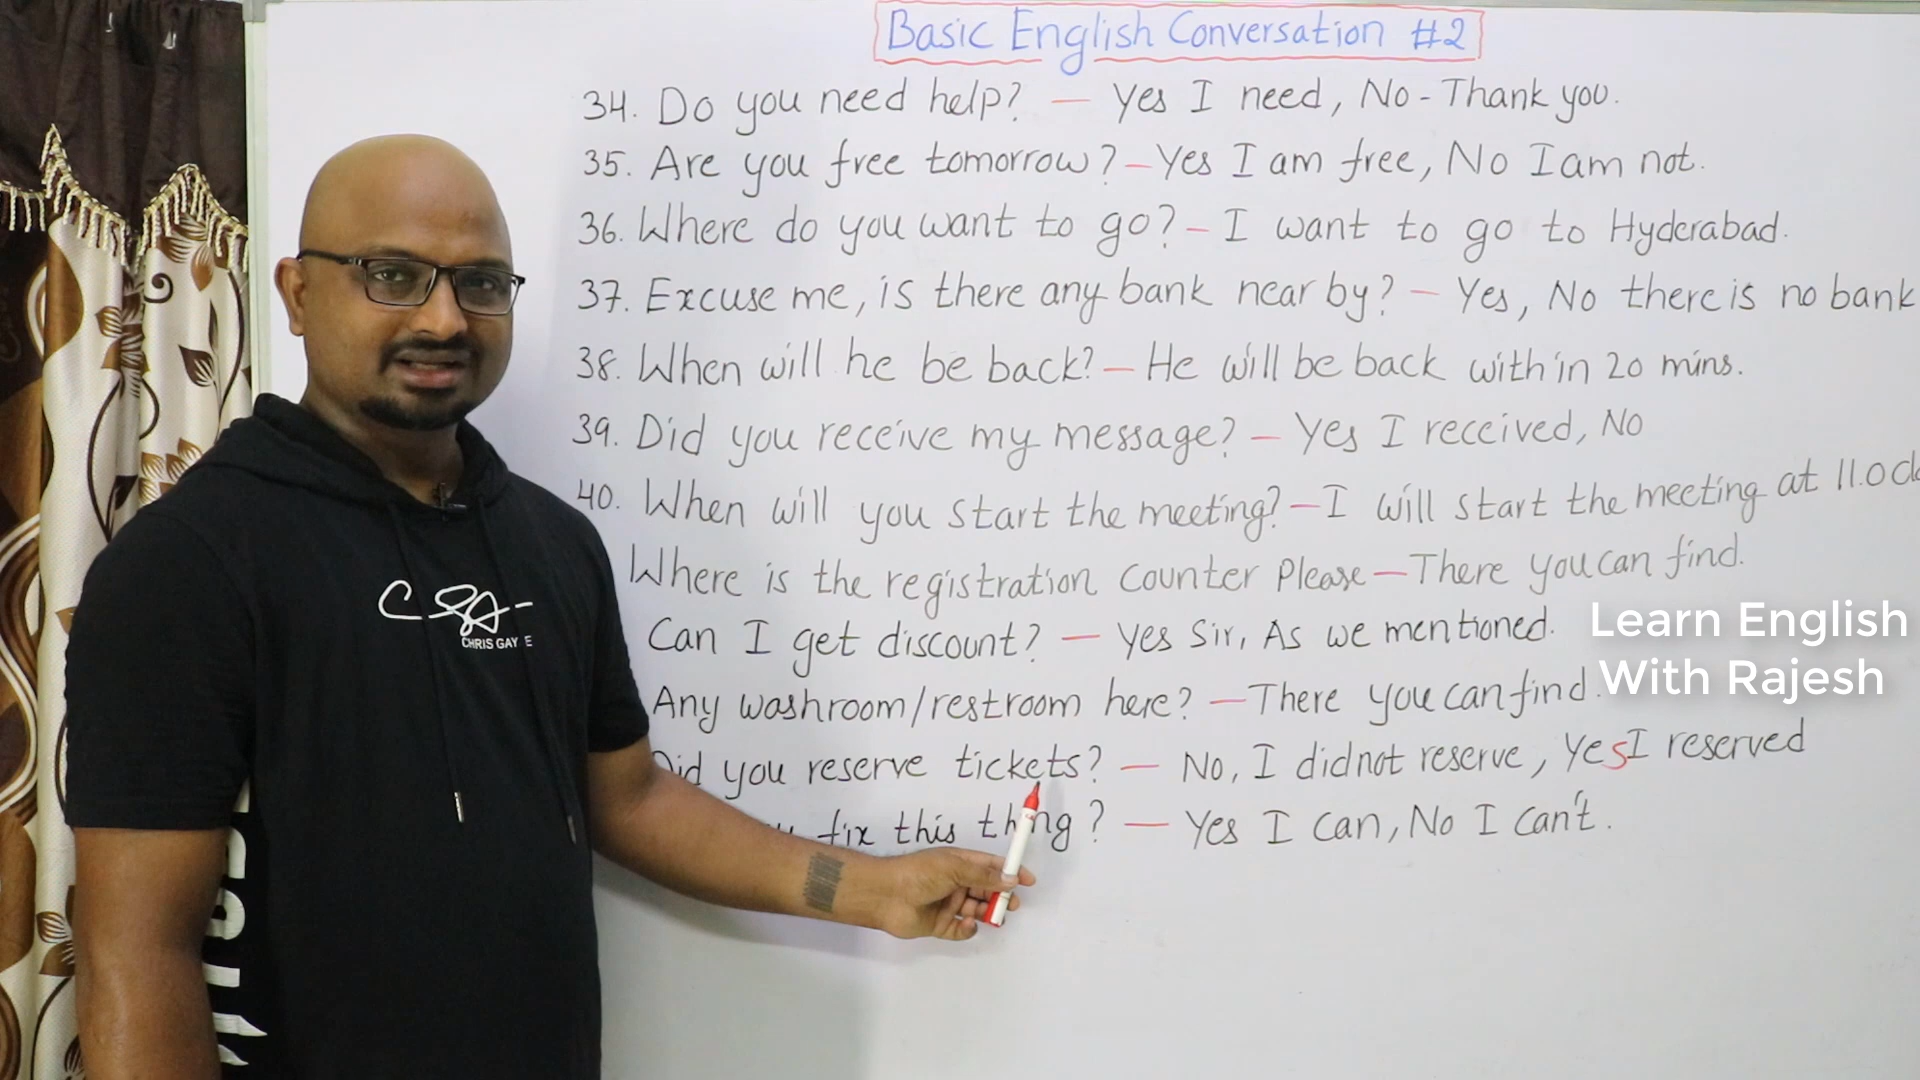 Basic English Conversation #2
34. Do you need help? — Yes I need, No - Thank you.
35. Are you free tomorrow? — Yes I am free, No I am not.
36. Where do you want to go? — I want to go to Hyderabad.
37. Excuse me, is there any bank near by? — Yes, No there is no bank
38. When will he be back? — He will be back with in 20 mins.
39. Did you receive my message? — Yes I received, No
40. When will you start the meeting? — I will start the meeting at 11.0clo
Where is the registration counter Please — There you can find.
Can I get discount? — Yes Sir, As we mentioned.
Any washroom/restroom here? — There you can find.
Did you reserve tickets? — No, I did not reserve, Yes I reserved
fix this thing? — Yes I can, No I can't.
Learn English
With Rajesh
CHRIS GAY E